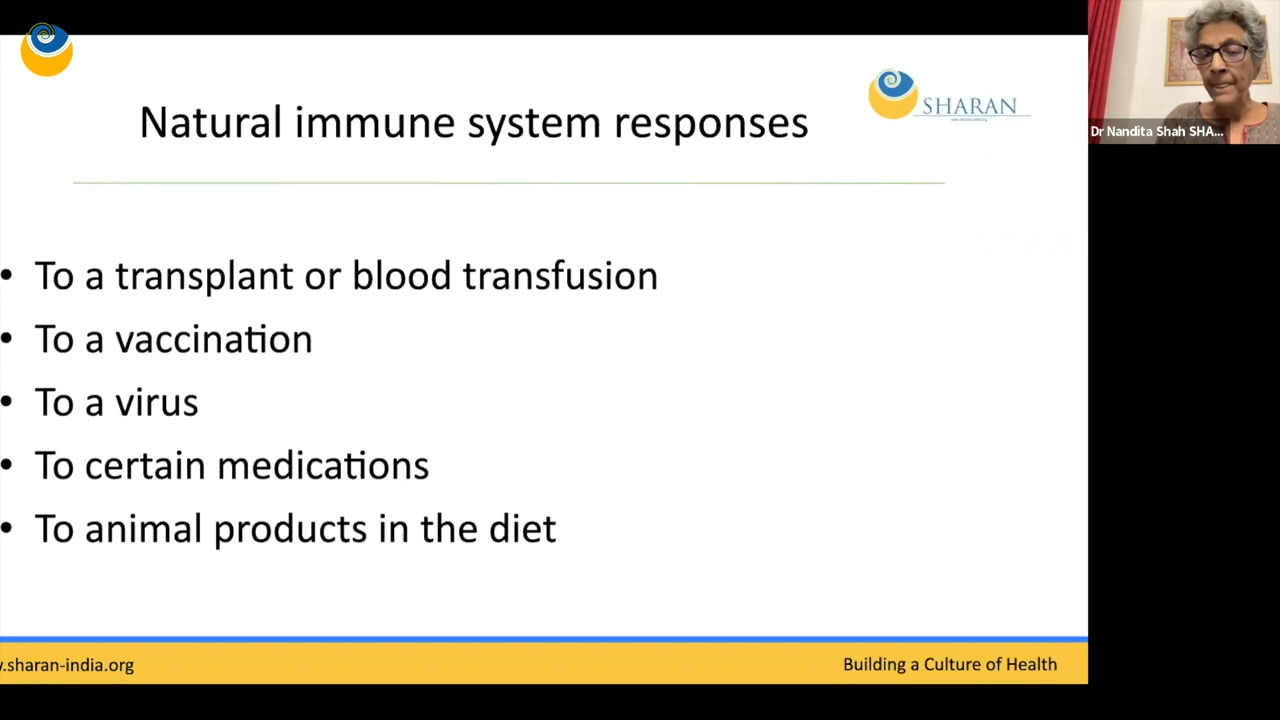 Natural immune system responses
SHARAN
Dr Nandita Shah SHA...
• To a transplant or blood transfusion
• To a vaccination
• To a virus
• To certain medications
• To animal products in the diet
.sharan-india.org
Building a Culture of Health